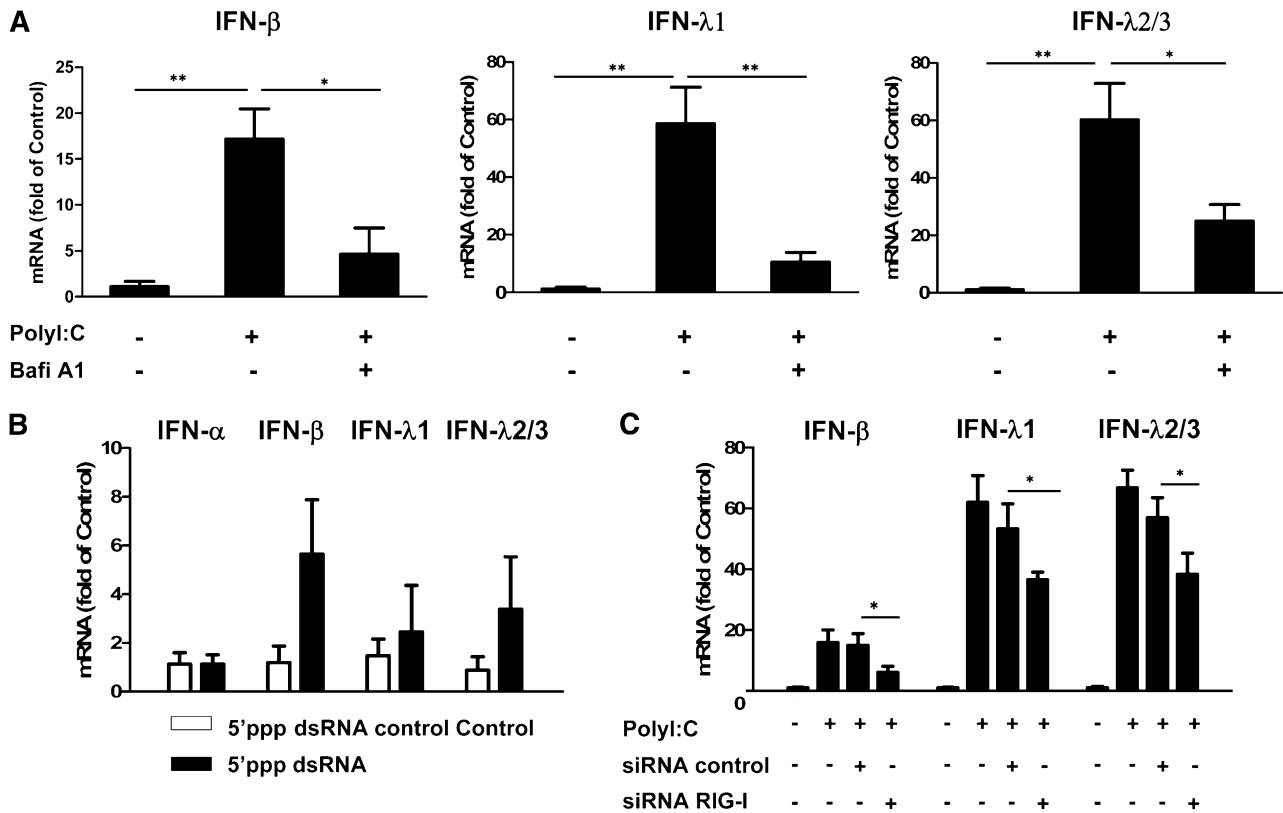 A
IFN-β
IFN-λ1
IFN-λ2/3
mRNA (fold of Control)
25
20
15
10
5
0
** *
mRNA (fold of Control)
80
60
40
20
0
** **
mRNA (fold of Control)
80
60
40
20
0
** *
PolyI:C - + + - + + - + +
Bafi A1 - - + - - + - - +
B
IFN-α IFN-β IFN-λ1 IFN-λ2/3
mRNA (fold of Control)
10
8
6
4
2
0
5'ppp dsRNA control Control
5'ppp dsRNA
C
IFN-β IFN-λ1 IFN-λ2/3
mRNA (fold of Control)
80
60
40
20
0
* * *
PolyI:C - + + + - + + + - + + +
siRNA control - - + - - - + - - - + -
siRNA RIG-I - - - + - - - + - - - +